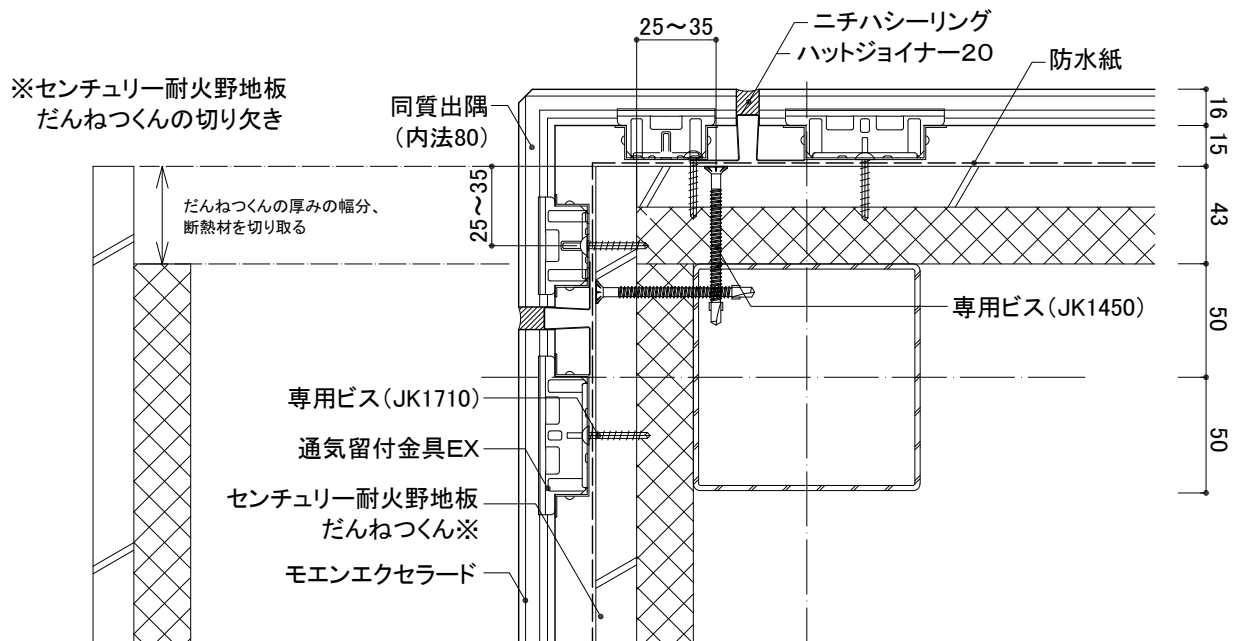 ※センチュリー耐火野地板
だんねつくんの切り欠き
だんねつくんの厚みの幅分、
断熱材を切り取る
同質出隅
(内法80)
25～35
25～35
ニチハシーリング
ハットジョイナー20
防水紙
16
15
43
50
50
専用ビス(JK1450)
専用ビス(JK1710)
通気留付金具EX
センチュリー耐火野地板
だんねつくん※
モエンエクセラード